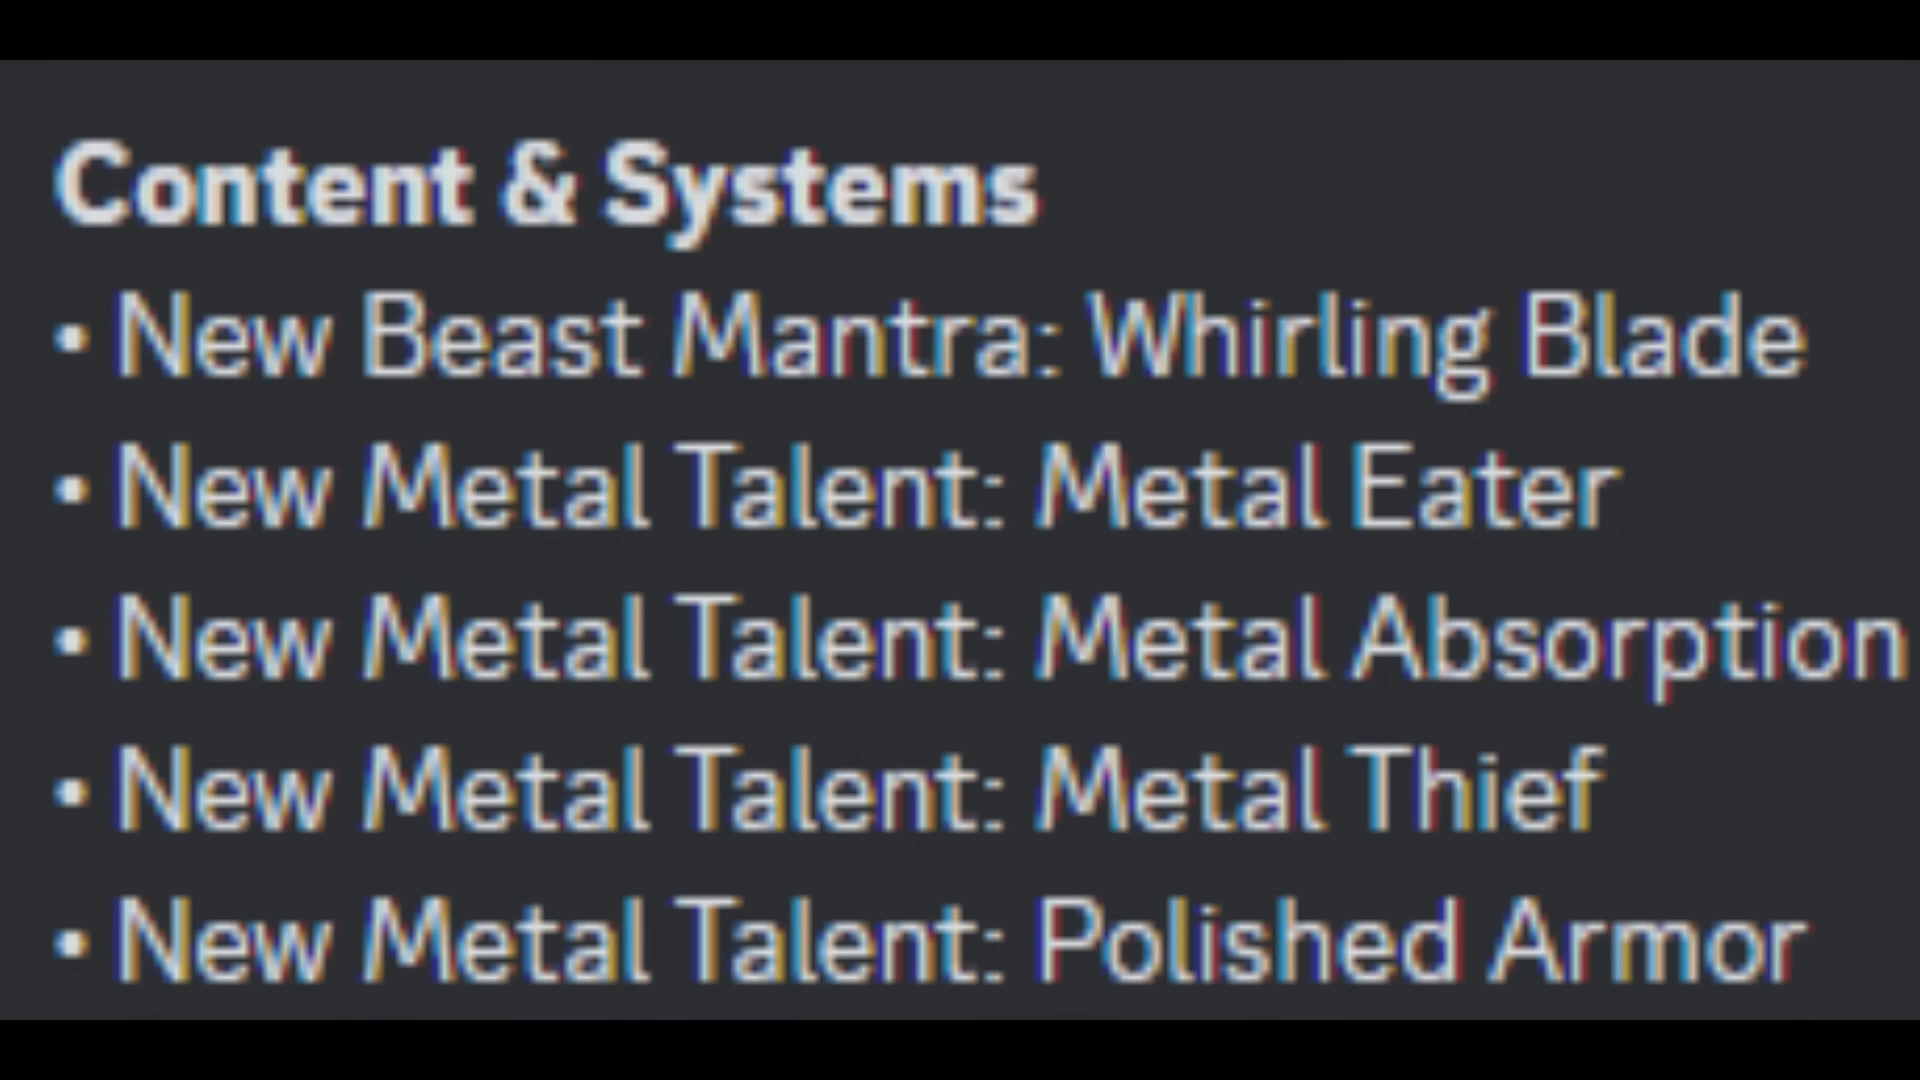 Content & Systems
• New Beast Mantra: Whirling Blade
• New Metal Talent: Metal Eater
• New Metal Talent: Metal Absorption
• New Metal Talent: Metal Thief
• New Metal Talent: Polished Armor